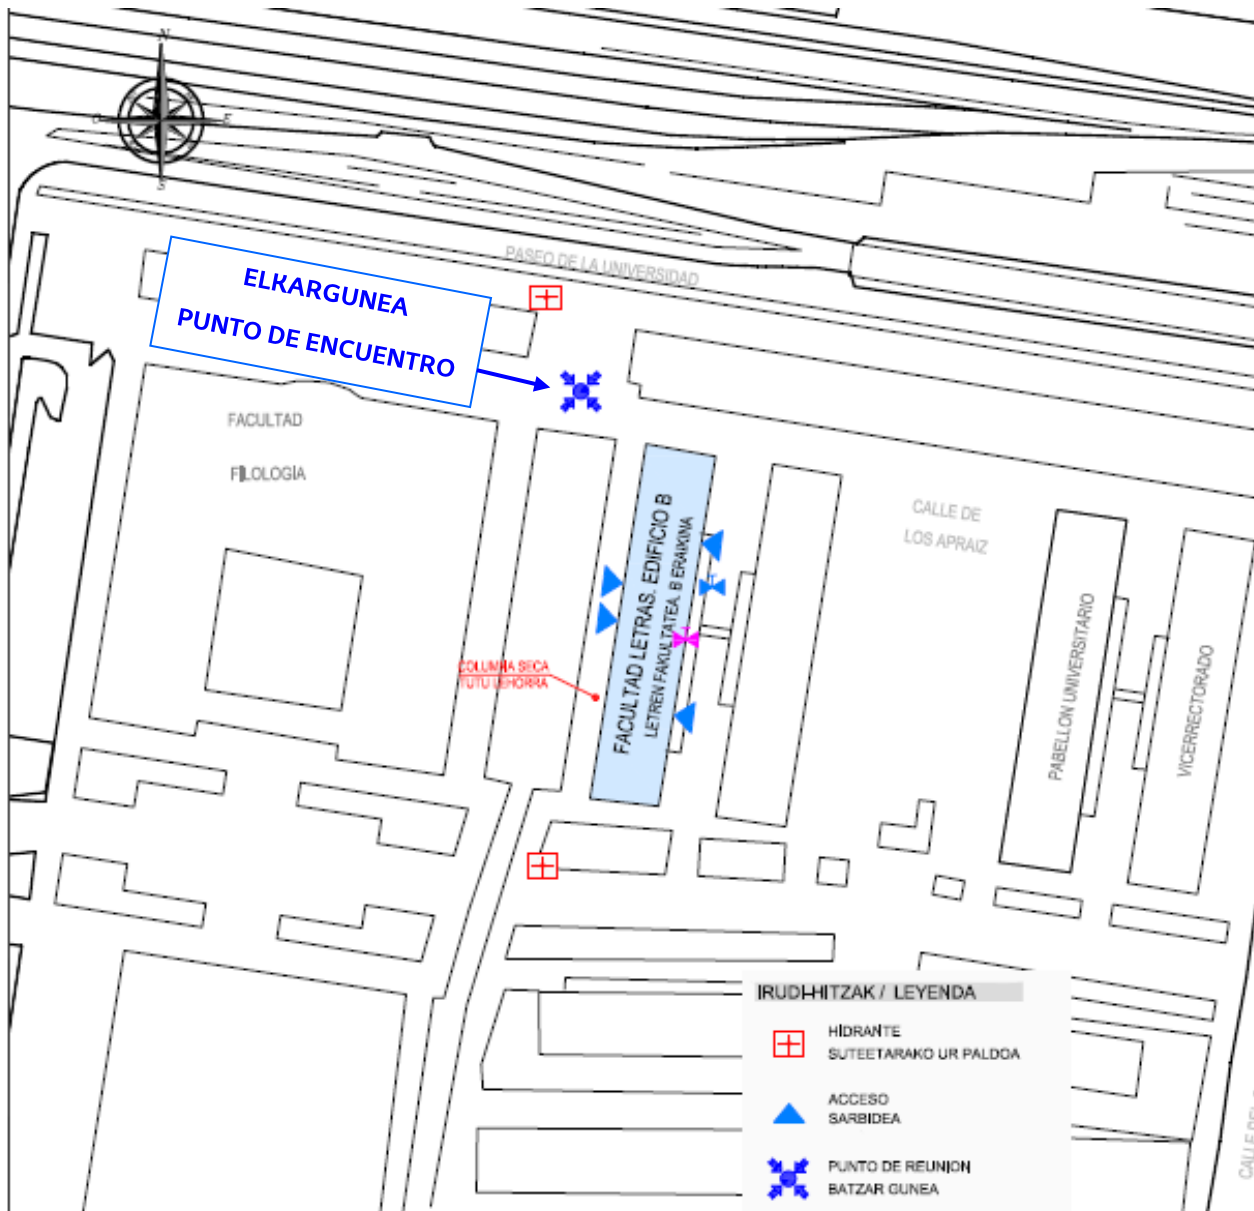 N
E
S
PASEO DE LA UNIVERSIDAD
ELKARGUNEA
PUNTO DE ENCUENTRO
FACULTAD
FILOLOGÍA
CALLE DE
LOS APRAIZ
FACULTAD LETRAS. EDIFICIO B
LETREN FAKULTATEA. B ERAIKINA
COLUMNA SECA
TUTU LEHORRA
PABELLON UNIVERSITARIO
VICERRECTORADO
IRUDI-HITZAK / LEYENDA
HIDRANTE
SUTEETARAKO UR PALDOA
ACCESO
SARBIDEA
PUNTO DE REUNION
BATZAR GUNEA
CALLE DEL